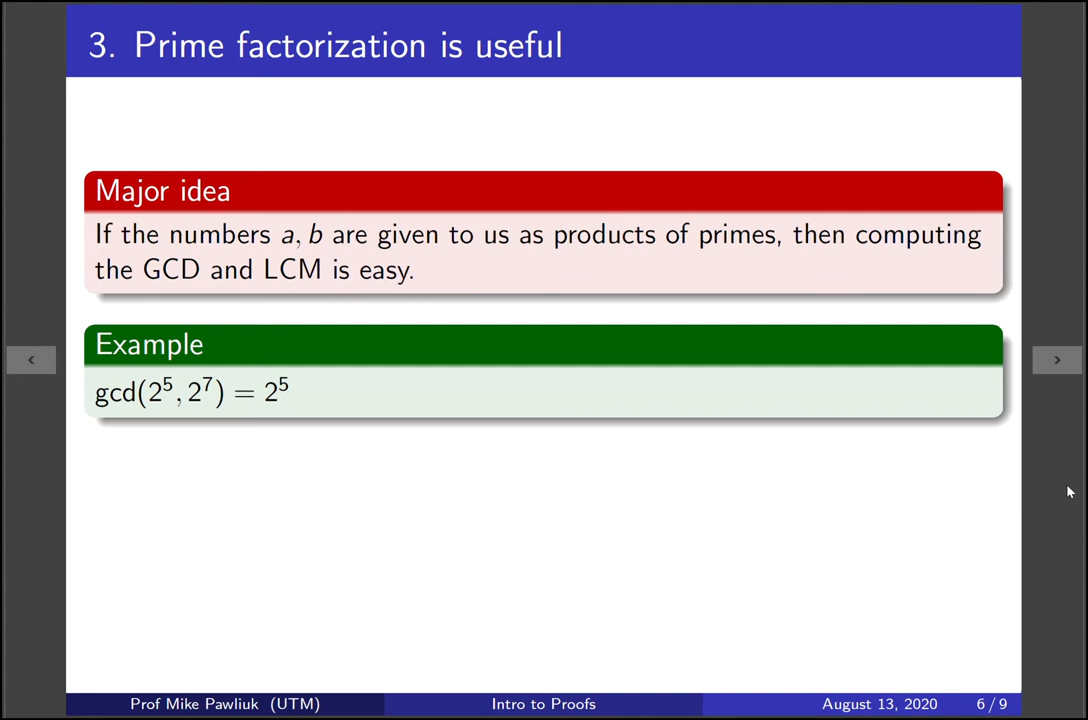 3. Prime factorization is useful
Major idea
If the numbers a, b are given to us as products of primes, then computing
the GCD and LCM is easy.
Example
gcd(2⁵, 2⁷) = 2⁵
Prof Mike Pawliuk (UTM) Intro to Proofs August 13, 2020 6 / 9